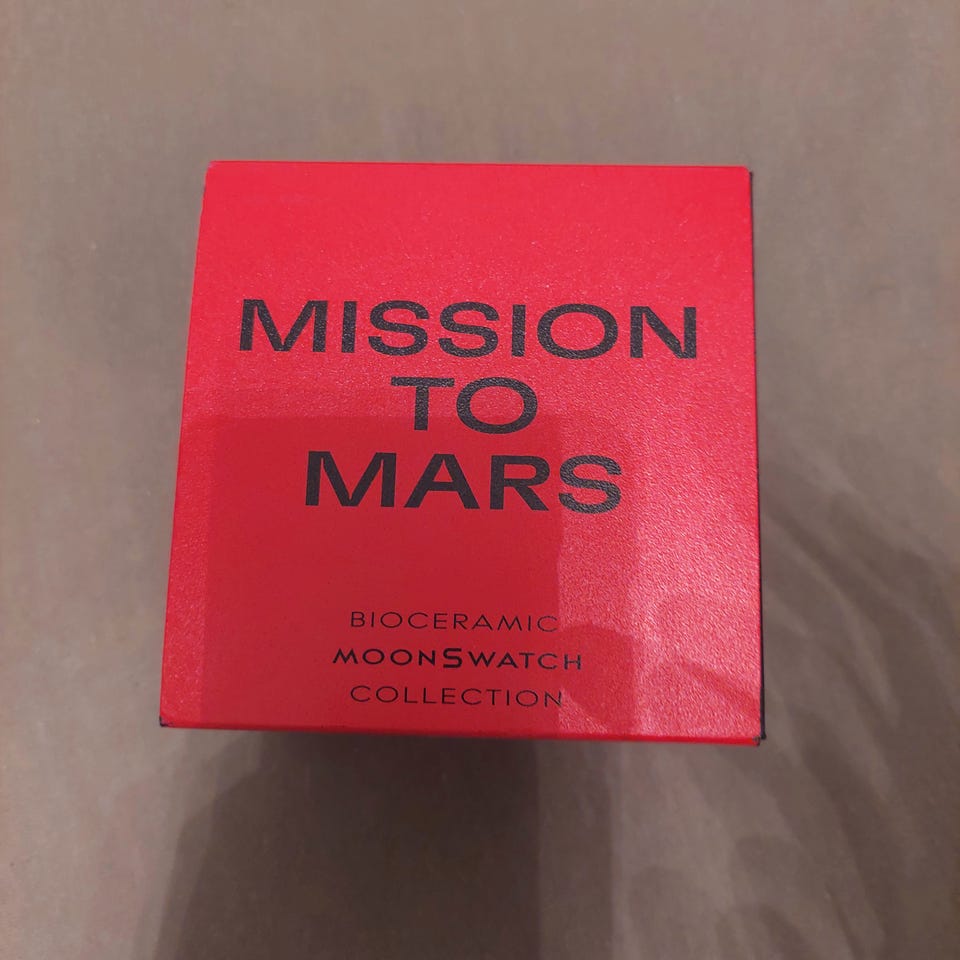 MISSION
TO
MARS
BIOCERAMIC
MOONSWATCH
COLLECTION